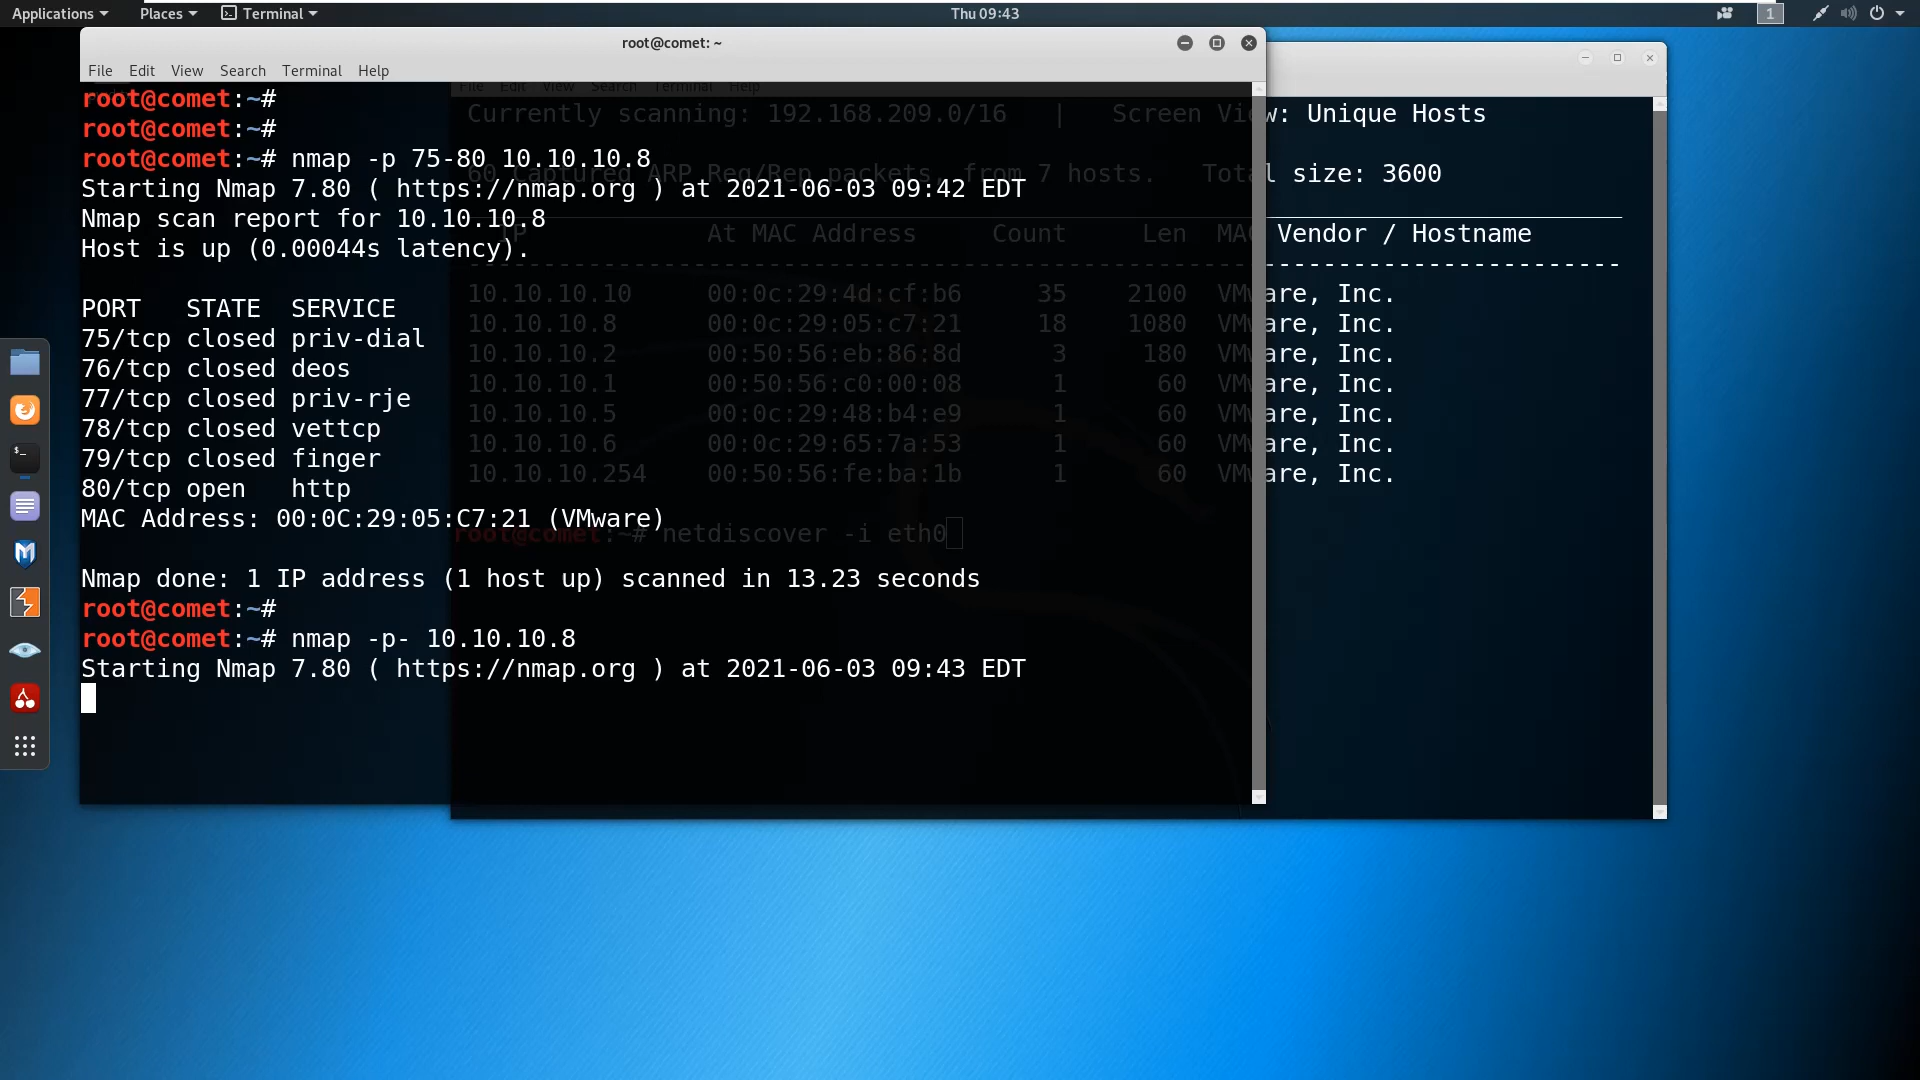 Applications Places Terminal Thu 09:43 1
root@comet: ~
File Edit View Search Terminal Help
root@comet:~#
root@comet:~#
root@comet:~# nmap -p 75-80 10.10.10.8
Starting Nmap 7.80 ( https://nmap.org ) at 2021-06-03 09:42 EDT
Nmap scan report for 10.10.10.8
Host is up (0.00044s latency).
PORT STATE SERVICE
75/tcp closed priv-dial
76/tcp closed deos
77/tcp closed priv-rje
78/tcp closed vettcp
79/tcp closed finger
80/tcp open http
MAC Address: 00:0C:29:05:C7:21 (VMware)
Nmap done: 1 IP address (1 host up) scanned in 13.23 seconds
root@comet:~#
root@comet:~# nmap -p- 10.10.10.8
Starting Nmap 7.80 ( https://nmap.org ) at 2021-06-03 09:43 EDT
File Edit View Search Terminal Help
Currently scanning: 192.168.209.0/16 | Screen View: Unique Hosts
60 Captured ARP Req/Rep packets, from 7 hosts. Total size: 3600
IP At MAC Address Count Len MAC Vendor / Hostname
-----------------------------------------------------------------------------
10.10.10.10 00:0c:29:4d:cf:b6 35 2100 VMware, Inc.
10.10.10.8 00:0c:29:05:c7:21 18 1080 VMware, Inc.
10.10.10.2 00:50:56:eb:86:8d 3 180 VMware, Inc.
10.10.10.1 00:50:56:c0:00:08 1 60 VMware, Inc.
10.10.10.5 00:0c:29:48:b4:e9 1 60 VMware, Inc.
10.10.10.6 00:0c:29:65:7a:53 1 60 VMware, Inc.
10.10.10.254 00:50:56:fe:ba:1b 1 60 VMware, Inc.
root@comet:~# netdiscover -i eth0